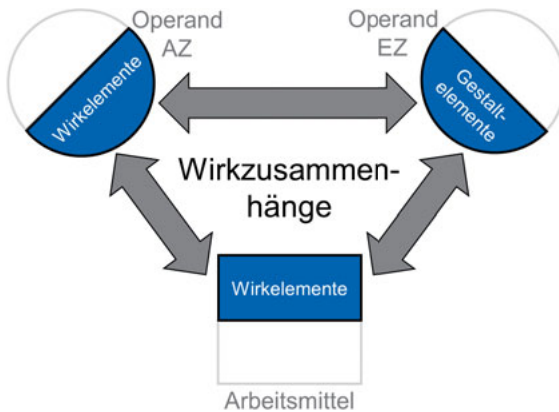 Operand
AZ
Operand
EZ
Wirkelemente
Gestalt-
elemente
Wirkzusammen-
hänge
Wirkelemente
Arbeitsmittel